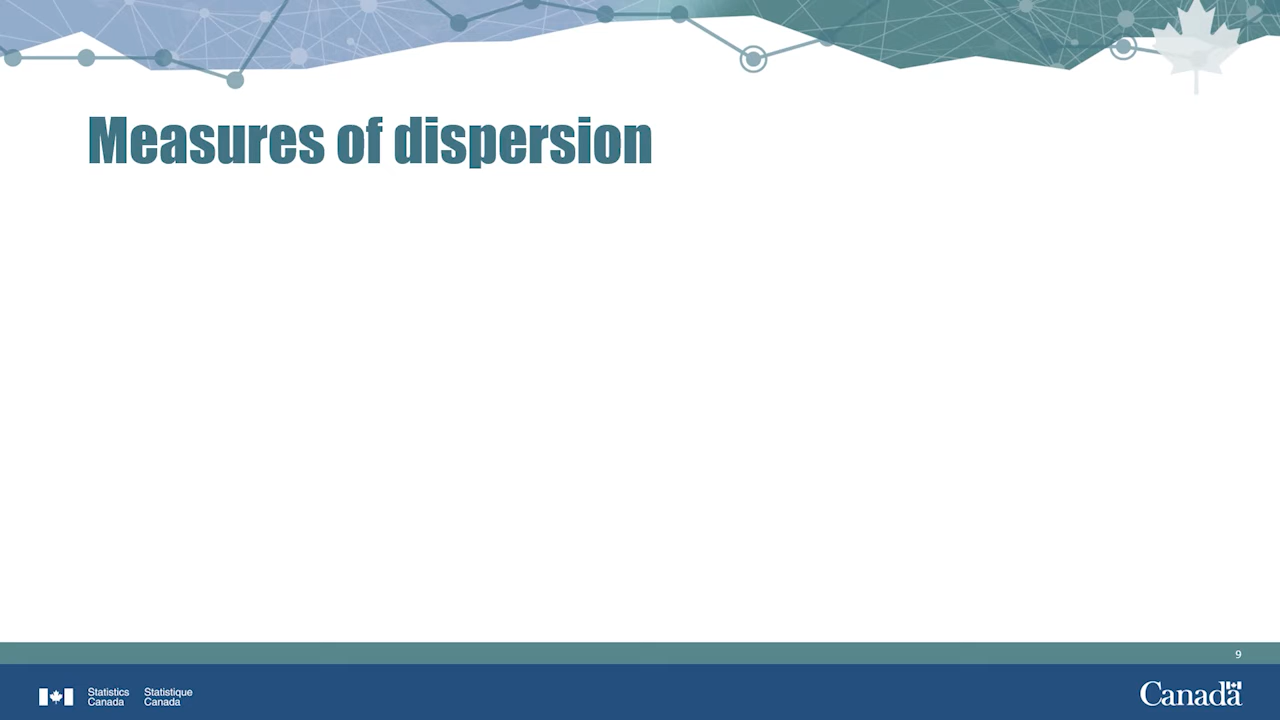 Measures of dispersion
9
Statistics Statistique
Canada Canada
Canada